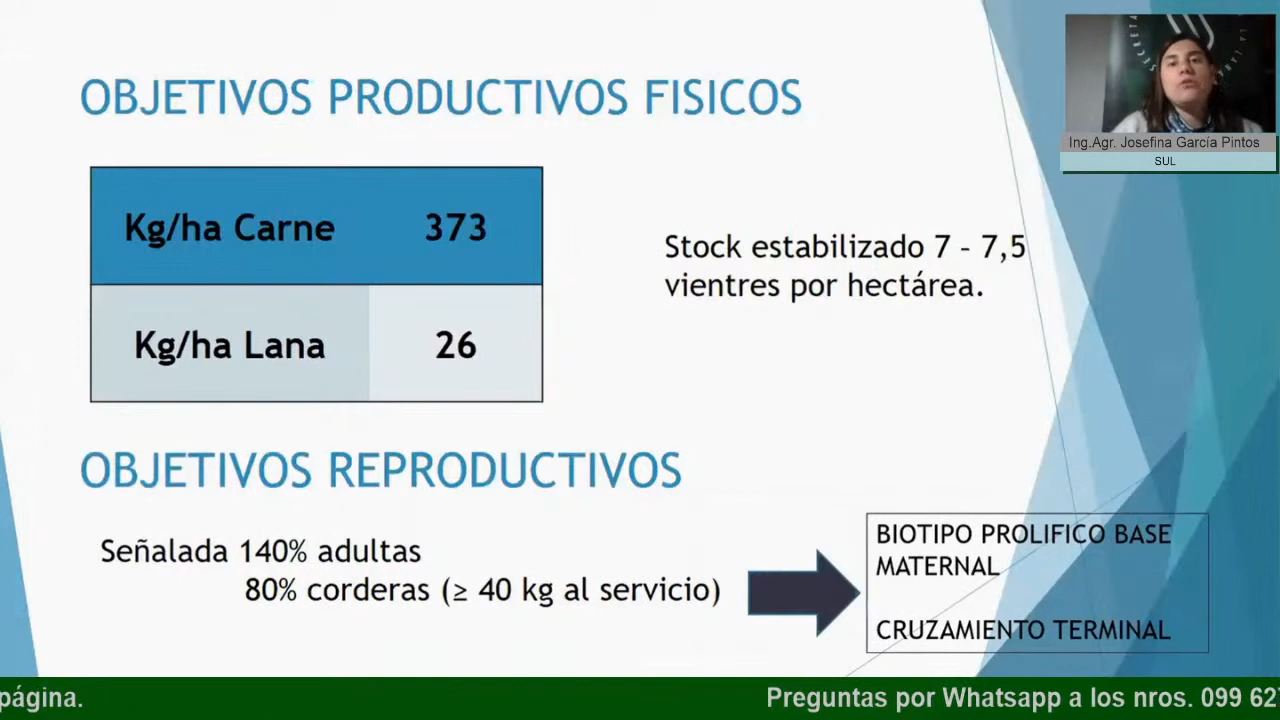 OBJETIVOS PRODUCTIVOS FISICOS
Ing.Agr. Josefina García Pintos
SUL
Kg/ha Carne 373
Kg/ha Lana 26
Stock estabilizado 7 – 7,5
vientres por hectárea.
OBJETIVOS REPRODUCTIVOS
Señalada 140% adultas
80% corderas (≥ 40 kg al servicio)
BIOTIPO PROLIFICO BASE
MATERNAL
CRUZAMIENTO TERMINAL
página.
Preguntas por Whatsapp a los nros. 099 62